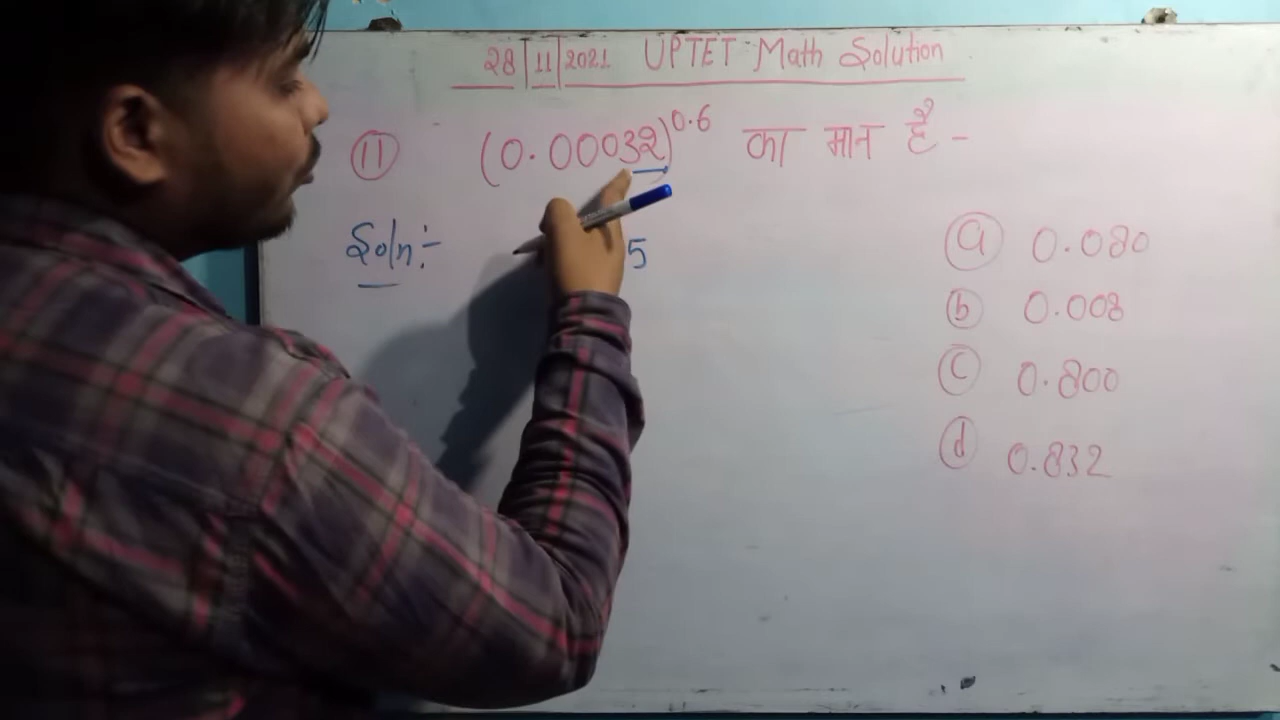 28|11|2021 UPTET Math Solution
(11) (0.00032)^0.6 का मान है -
Soln:-
5
(a) 0.080
(b) 0.008
(c) 0.800
(d) 0.832